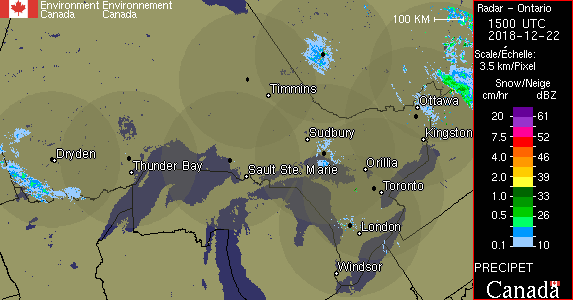 Environment Environnement
Canada Canada
100 KM
Radar - Ontario
1500 UTC
2018-12-22
Scale/Échelle:
3.5 km/Pixel
Snow/Neige
cm/hr dBZ
20 61
7.5 52
4.0 46
2.0 39
1.0 33
0.5 26
0.1 10
PRECIPET
Canada
Timmins
Ottawa
Sudbury
Kingston
Dryden
Thunder Bay
Sault Ste. Marie
Orillia
Toronto
London
Windsor